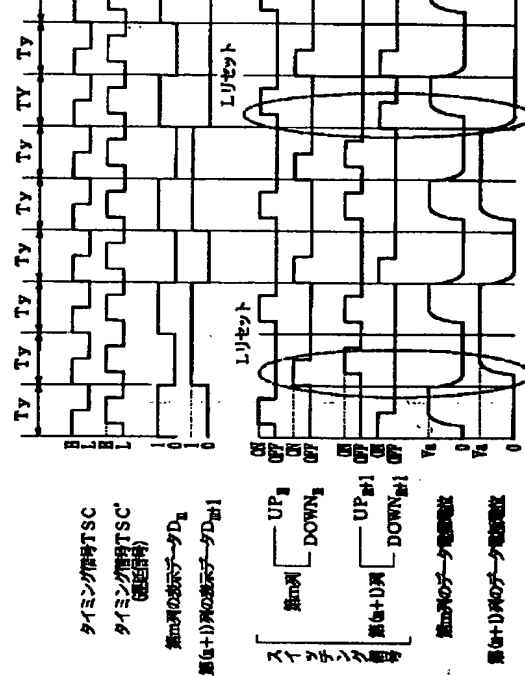 Ty Ty Ty Ty Ty Ty TY Ty
タイミング信号TSC
H
L
タイミング信号TSC'
(遅延信号)
H
L
第m列の表示データDm
1
0
第(m+1)列の表示データDm+1
1
0
Lリセット
Lリセット
スイッチング信号
第m列
UPm
ON
OFF
DOWNm
ON
OFF
第(m+1)列
UPm+1
ON
OFF
DOWNm+1
ON
OFF
第m列のデータ電極電位
Va
0
第(m+1)列のデータ電極電位
Va
0